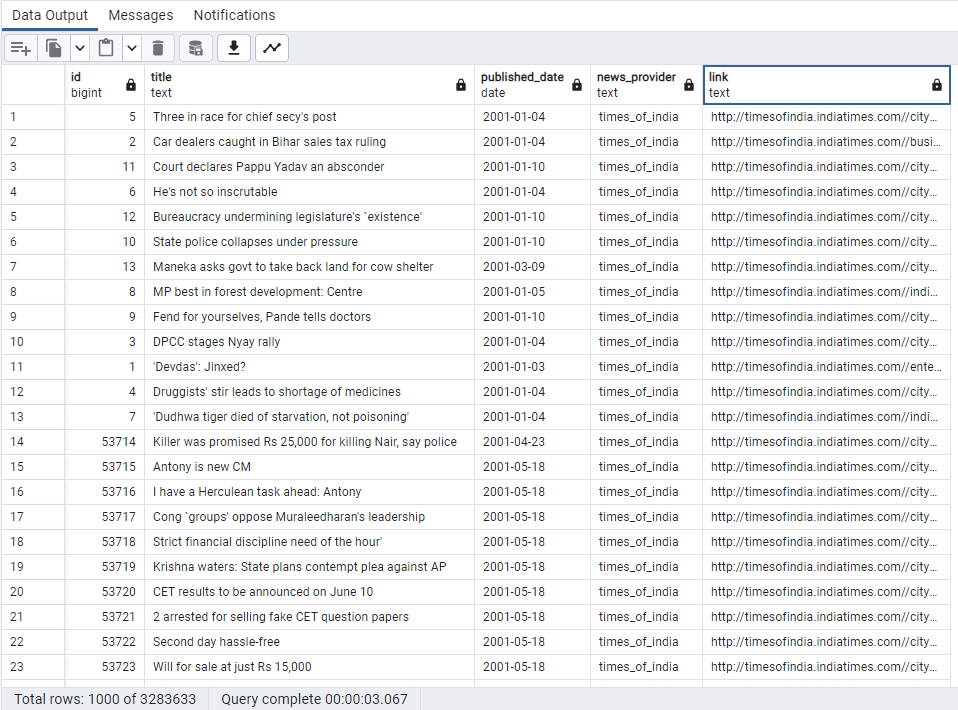 Data Output Messages Notifications
id title published_date news_provider link
bigint text date text text
1 5 Three in race for chief secy's post 2001-01-04 times_of_india http://timesofindia.indiatimes.com//city...
2 2 Car dealers caught in Bihar sales tax ruling 2001-01-04 times_of_india http://timesofindia.indiatimes.com//busi...
3 11 Court declares Pappu Yadav an absconder 2001-01-10 times_of_india http://timesofindia.indiatimes.com//city...
4 6 He's not so inscrutable 2001-01-04 times_of_india http://timesofindia.indiatimes.com//city...
5 12 Bureaucracy undermining legislature's `existence' 2001-01-10 times_of_india http://timesofindia.indiatimes.com//city...
6 10 State police collapses under pressure 2001-01-10 times_of_india http://timesofindia.indiatimes.com//city...
7 13 Maneka asks govt to take back land for cow shelter 2001-03-09 times_of_india http://timesofindia.indiatimes.com//city...
8 8 MP best in forest development: Centre 2001-01-05 times_of_india http://timesofindia.indiatimes.com//indi...
9 9 Fend for yourselves, Pande tells doctors 2001-01-10 times_of_india http://timesofindia.indiatimes.com//city...
10 3 DPCC stages Nyay rally 2001-01-04 times_of_india http://timesofindia.indiatimes.com//city...
11 1 'Devdas': Jinxed? 2001-01-03 times_of_india http://timesofindia.indiatimes.com//ente...
12 4 Druggists' stir leads to shortage of medicines 2001-01-04 times_of_india http://timesofindia.indiatimes.com//city...
13 7 'Dudhwa tiger died of starvation, not poisoning' 2001-01-04 times_of_india http://timesofindia.indiatimes.com//indi...
14 53714 Killer was promised Rs 25,000 for killing Nair, say police 2001-04-23 times_of_india http://timesofindia.indiatimes.com//city...
15 53715 Antony is new CM 2001-05-18 times_of_india http://timesofindia.indiatimes.com//city...
16 53716 I have a Herculean task ahead: Antony 2001-05-18 times_of_india http://timesofindia.indiatimes.com//city...
17 53717 Cong `groups' oppose Muraleedharan's leadership 2001-05-18 times_of_india http://timesofindia.indiatimes.com//city...
18 53718 Strict financial discipline need of the hour' 2001-05-18 times_of_india http://timesofindia.indiatimes.com//city...
19 53719 Krishna waters: State plans contempt plea against AP 2001-05-18 times_of_india http://timesofindia.indiatimes.com//city...
20 53720 CET results to be announced on June 10 2001-05-18 times_of_india http://timesofindia.indiatimes.com//city...
21 53721 2 arrested for selling fake CET question papers 2001-05-18 times_of_india http://timesofindia.indiatimes.com//city...
22 53722 Second day hassle-free 2001-05-18 times_of_india http://timesofindia.indiatimes.com//city...
23 53723 Will for sale at just Rs 15,000 2001-05-18 times_of_india http://timesofindia.indiatimes.com//city...
Total rows: 1000 of 3283633 Query complete 00:00:03.067